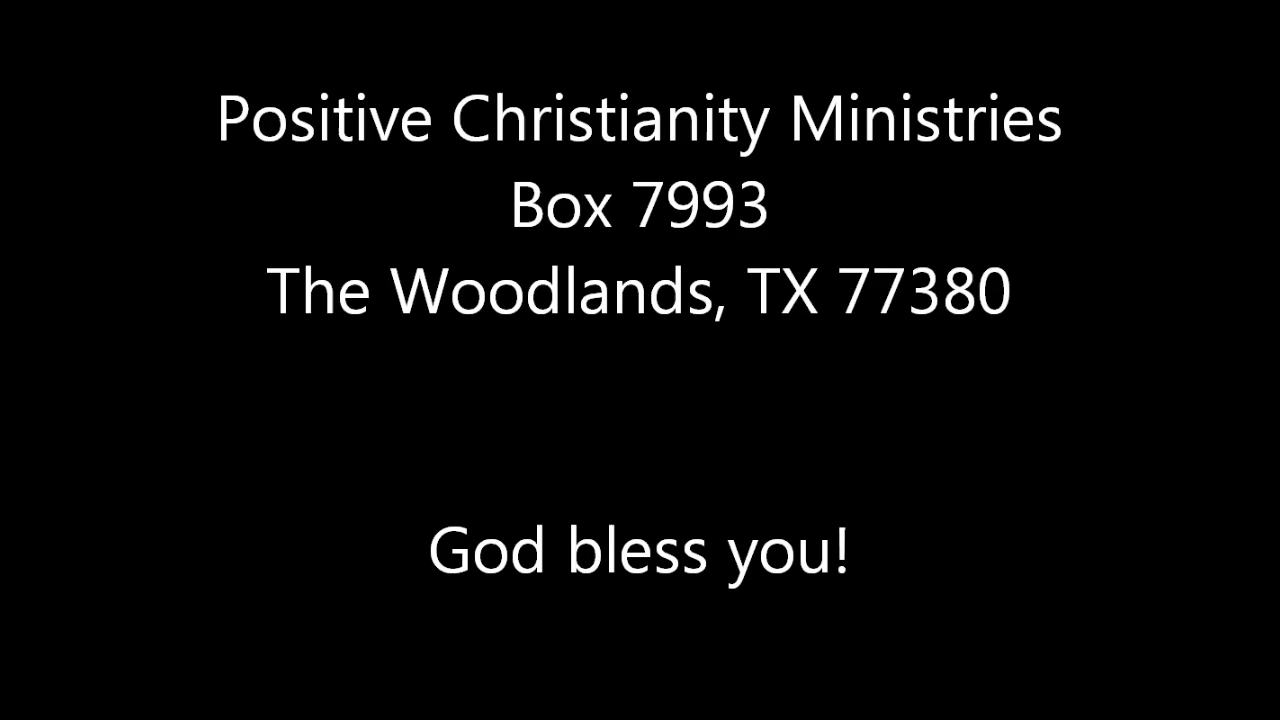 Positive Christianity Ministries
Box 7993
The Woodlands, TX 77380
God bless you!